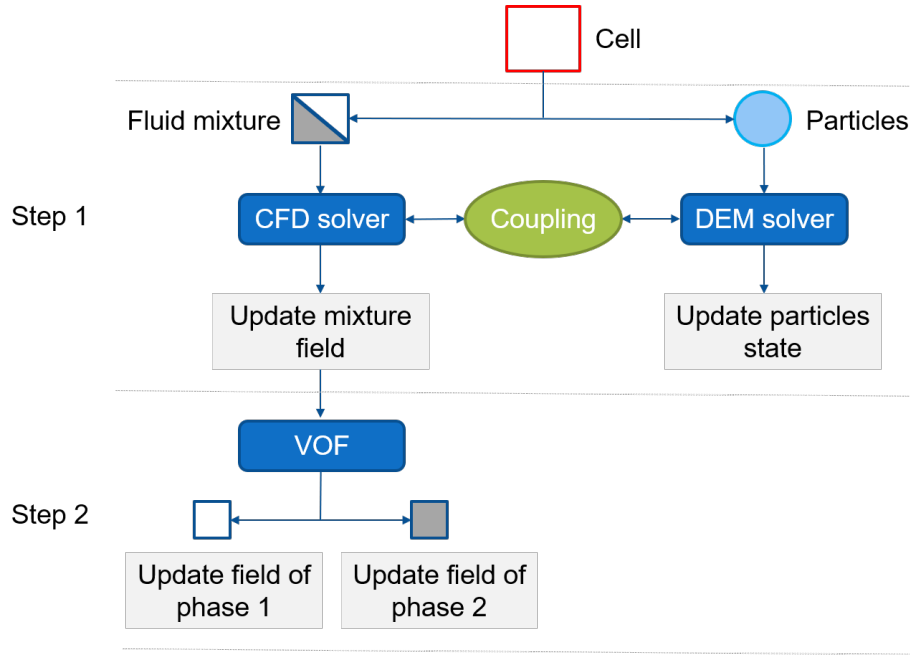 Cell
Fluid mixture
Particles
Step 1
CFD solver
Coupling
DEM solver
Update mixture
field
Update particles
state
VOF
Step 2
Update field of
phase 1
Update field of
phase 2